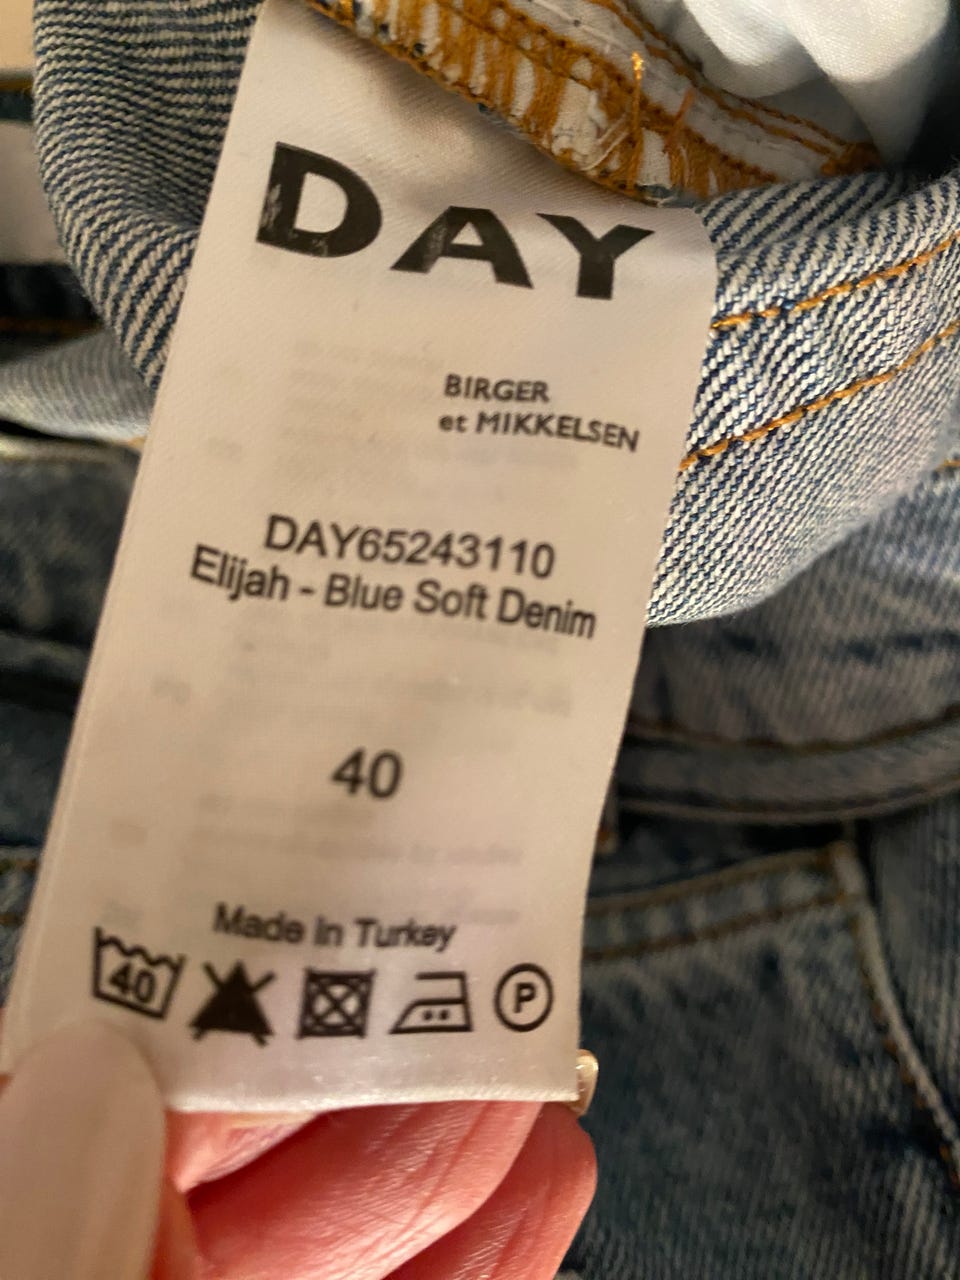 DAY
BIRGER
et MIKKELSEN
DAY65243110
Elijah - Blue Soft Denim
40
Made in Turkey
40
P